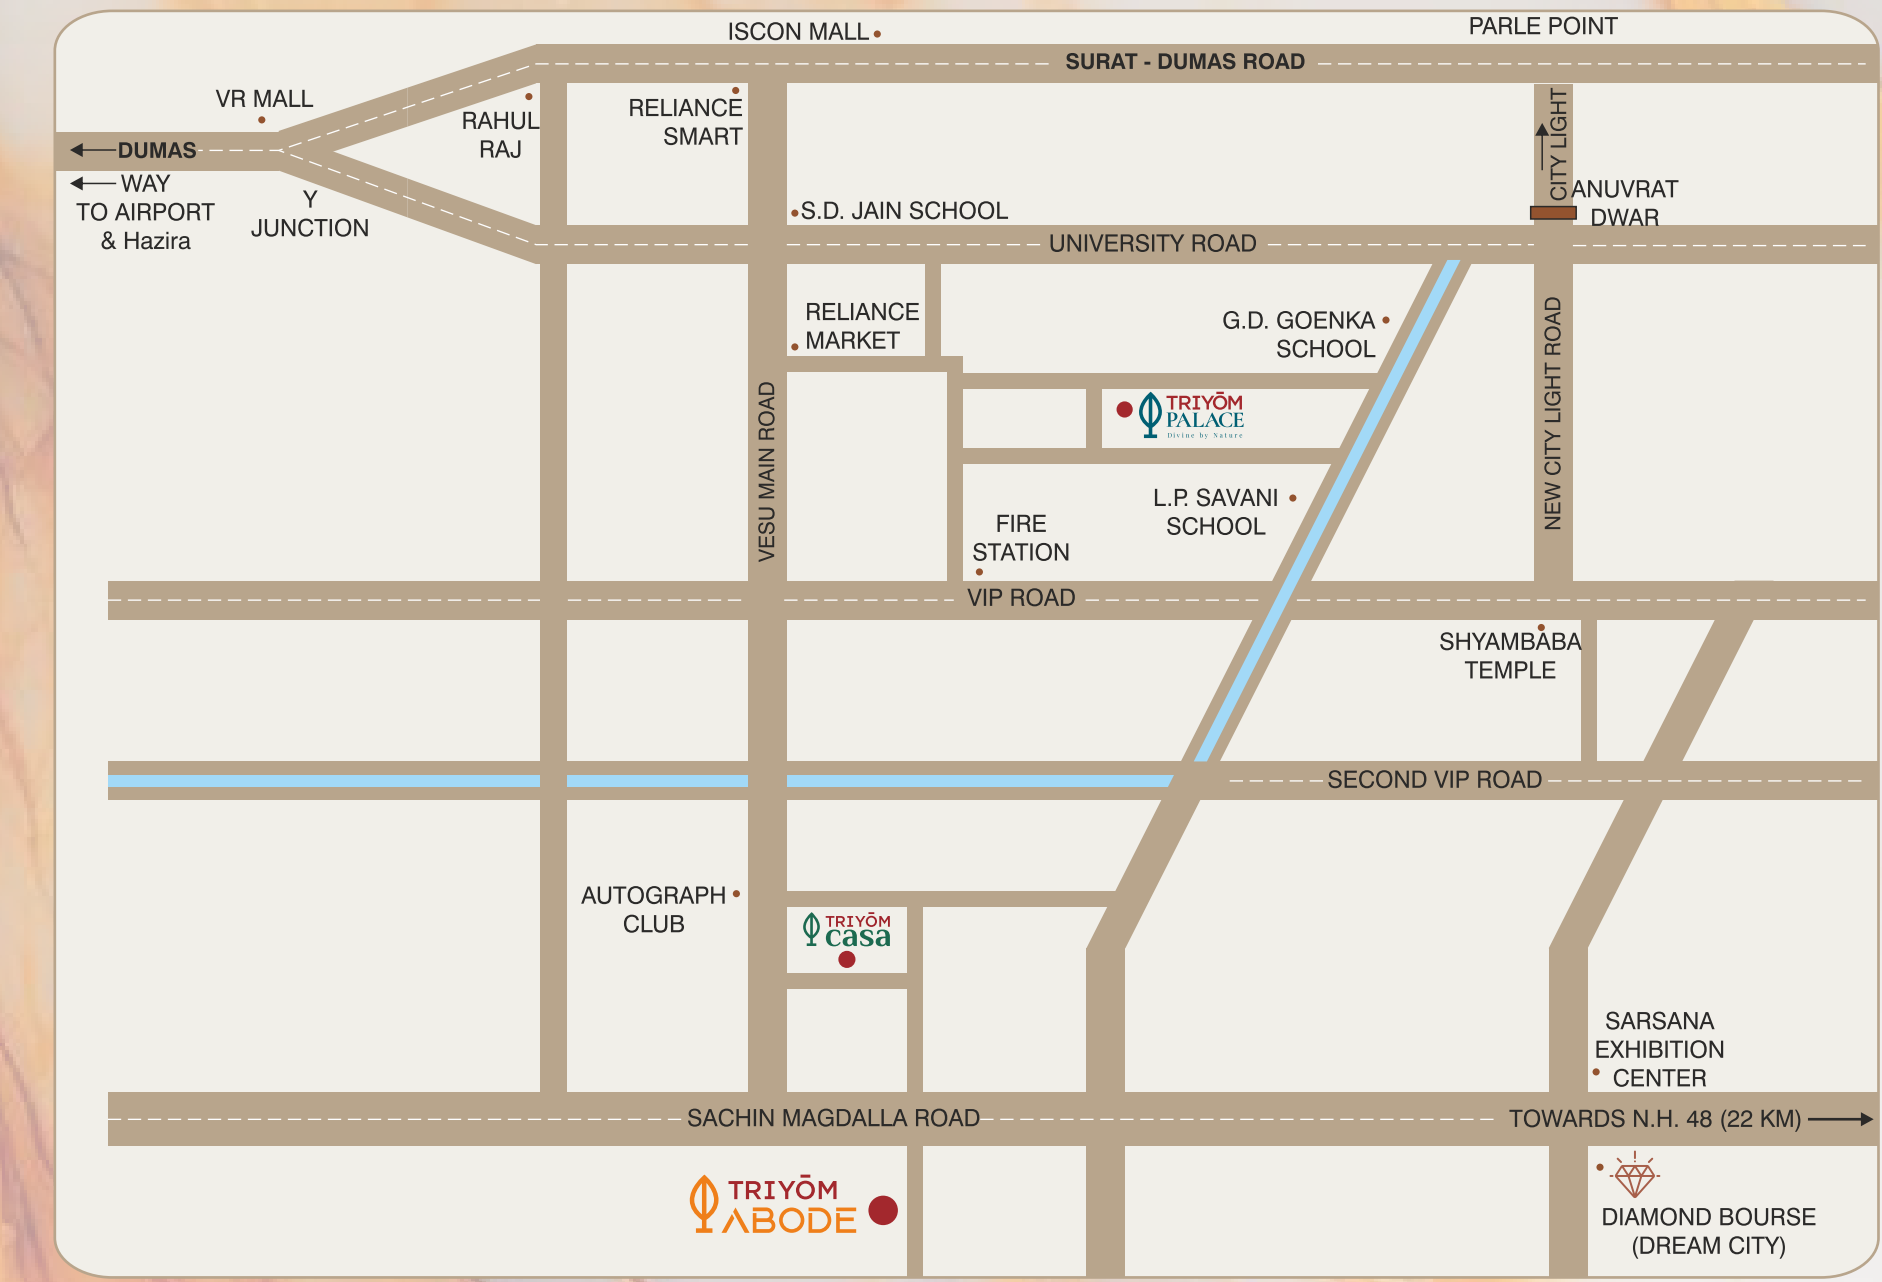 ISCON MALL
PARLE POINT
SURAT - DUMAS ROAD
VR MALL
RAHUL
RAJ
RELIANCE
SMART
CITY LIGHT
DUMAS
WAY
TO AIRPORT
& Hazira
Y
JUNCTION
S.D. JAIN SCHOOL
ANUVRAT
DWAR
UNIVERSITY ROAD
RELIANCE
MARKET
G.D. GOENKA
SCHOOL
NEW CITY LIGHT ROAD
VESU MAIN ROAD
TRIYŌM
PALACE
Divine by Nature
L.P. SAVANI
SCHOOL
FIRE
STATION
VIP ROAD
SHYAMBABA
TEMPLE
SECOND VIP ROAD
AUTOGRAPH
CLUB
TRIYŌM
casa
SARSANA
EXHIBITION
CENTER
SACHIN MAGDALLA ROAD
TOWARDS N.H. 48 (22 KM)
TRIYŌM
ABODE
DIAMOND BOURSE
(DREAM CITY)